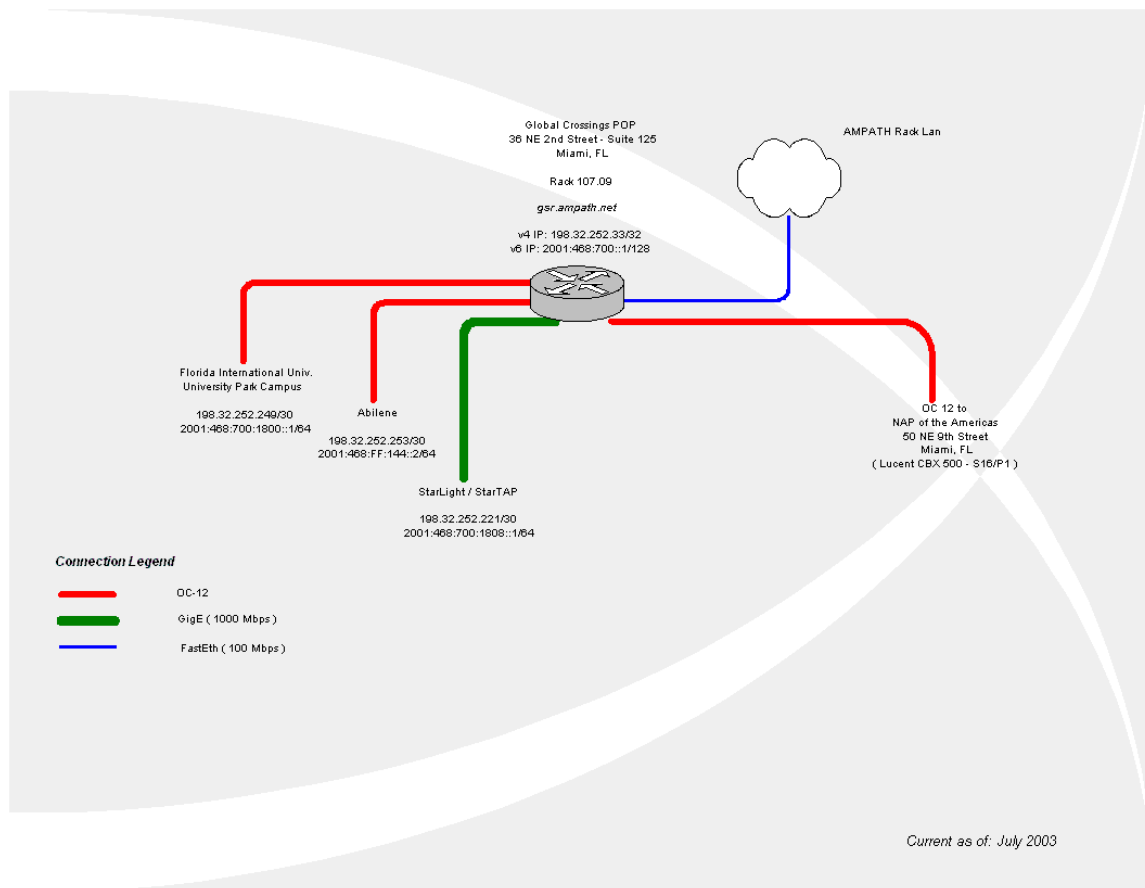 Global Crossings POP
36 NE 2nd Street - Suite 125
Miami, FL
Rack 107.09
gsr.ampath.net
v4 IP: 198.32.252.33/32
v6 IP: 2001:468:700::1/128
AMPATH Rack Lan
Florida International Univ.
University Park Campus
198.32.252.249/30
2001:468:700:1800::1/64
Abilene
198.32.252.253/30
2001:468:FF:144::2/64
StarLight / StarTAP
198.32.252.221/30
2001:468:700:1808::1/64
OC 12 to
NAP of the Americas
50 NE 9th Street
Miami, FL
( Lucent CBX 500 - S16/P1 )
Connection Legend
OC-12
GigE ( 1000 Mbps )
FastEth ( 100 Mbps )
Current as of: July 2003